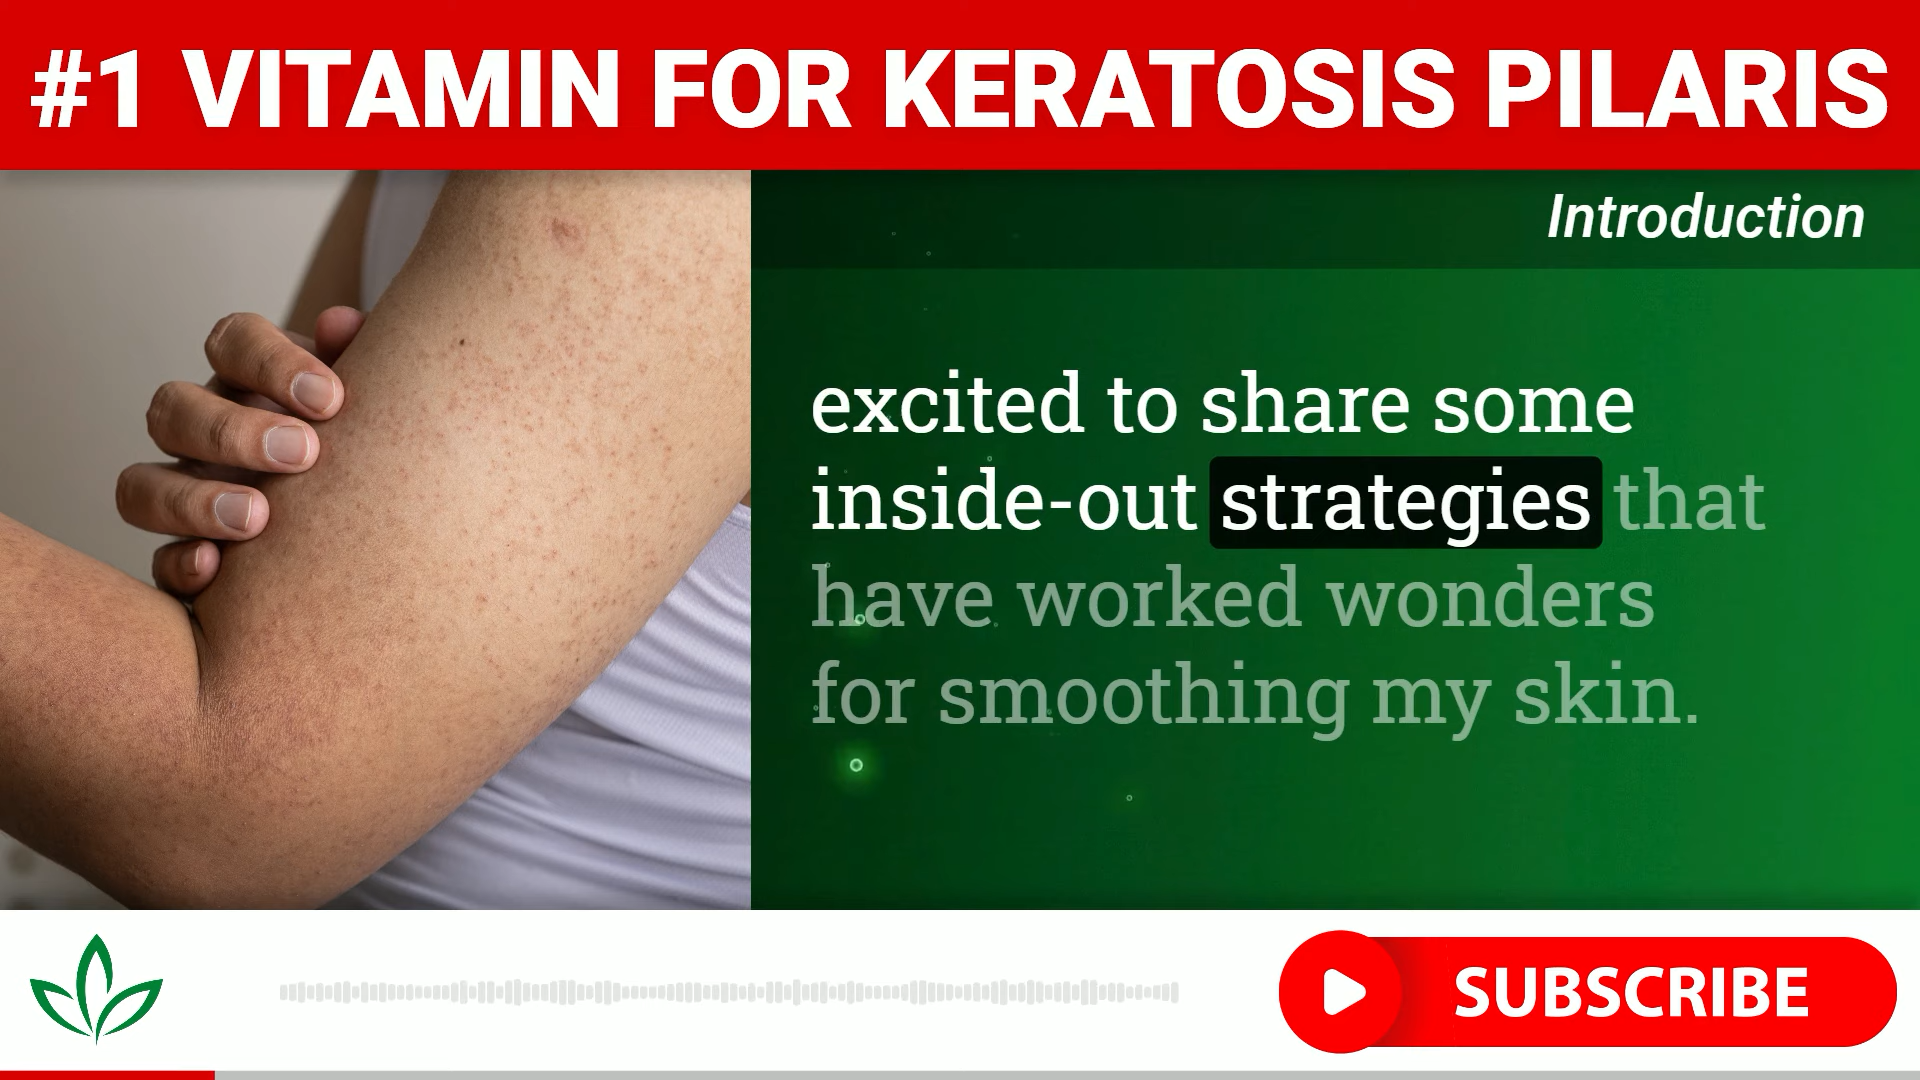 #1 VITAMIN FOR KERATOSIS PILARIS
Introduction
excited to share some
inside-out strategies that
have worked wonders
for smoothing my skin.
SUBSCRIBE